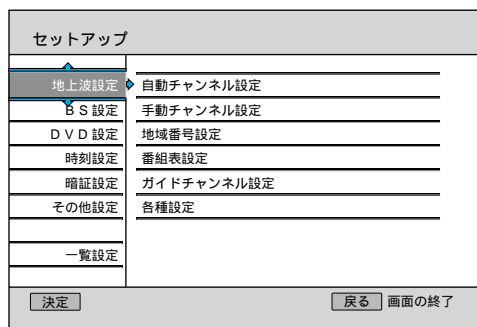 セットアップ
地上波設定
自動チャンネル設定
ＢＳ設定
手動チャンネル設定
ＤＶＤ設定
地域番号設定
時刻設定
番組表設定
暗証設定
ガイドチャンネル設定
その他設定
各種設定
一覧設定
決定
戻る 画面の終了